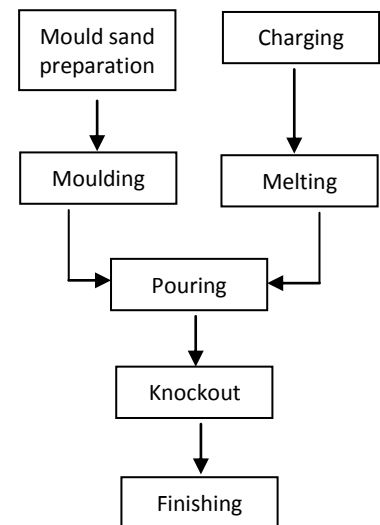 Mould sand
preparation
Charging
Moulding
Melting
Pouring
Knockout
Finishing